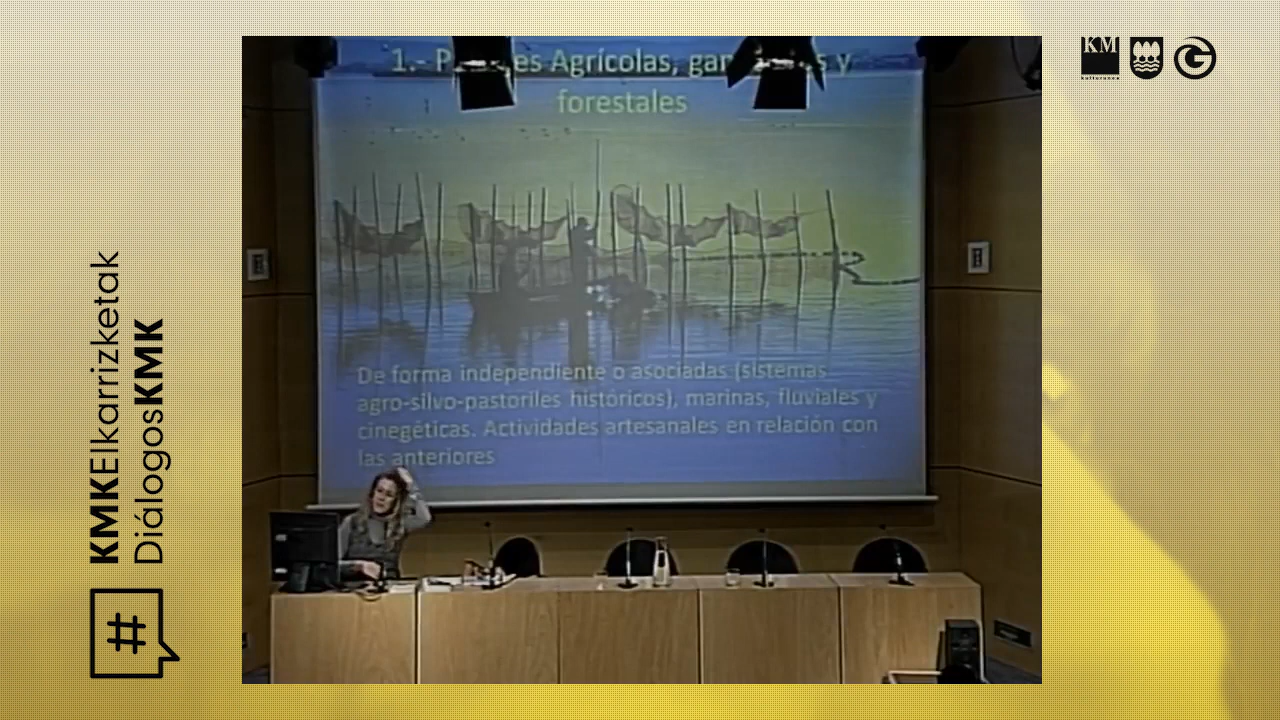 1.- P es Agrícolas, gan s y
forestales
De forma independiente o asociadas (sistemas
agro-silvo-pastoriles históricos), marinas, fluviales y
cinegéticas. Actividades artesanales en relación con
las anteriores
KMKElkarrizketak
DiálogosKMK
#
KM
kulturunea
G